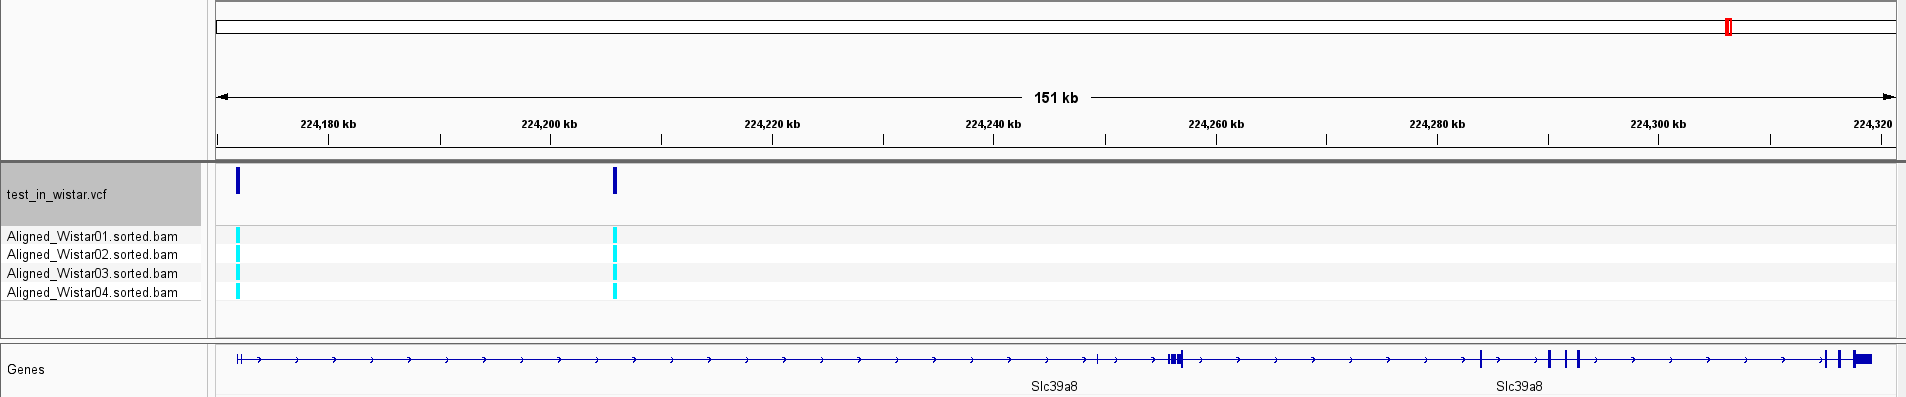 151 kb
224,180 kb 224,200 kb 224,220 kb 224,240 kb 224,260 kb 224,280 kb 224,300 kb 224,320
test_in_wistar.vcf
Aligned_Wistar01.sorted.bam
Aligned_Wistar02.sorted.bam
Aligned_Wistar03.sorted.bam
Aligned_Wistar04.sorted.bam
Genes
Slc39a8 Slc39a8